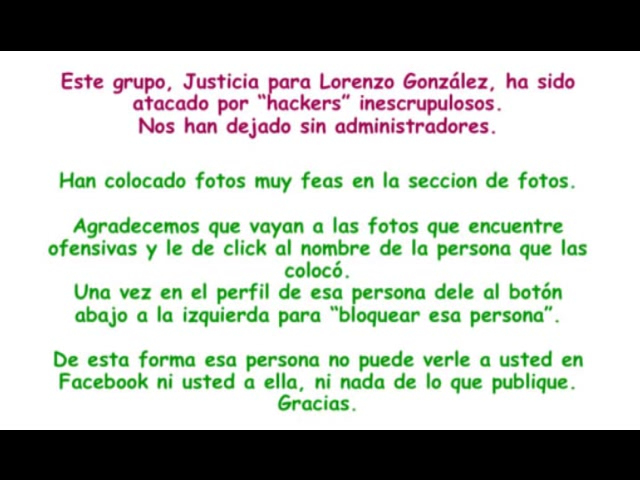 Este grupo, Justicia para Lorenzo González, ha sido
atacado por “hackers” inescrupulosos.
Nos han dejado sin administradores.
Han colocado fotos muy feas en la seccion de fotos.
Agradecemos que vayan a las fotos que encuentre
ofensivas y le de click al nombre de la persona que las
colocó.
Una vez en el perfil de esa persona dele al botón
abajo a la izquierda para “bloquear esa persona”.
De esta forma esa persona no puede verle a usted en
Facebook ni usted a ella, ni nada de lo que publique.
Gracias.